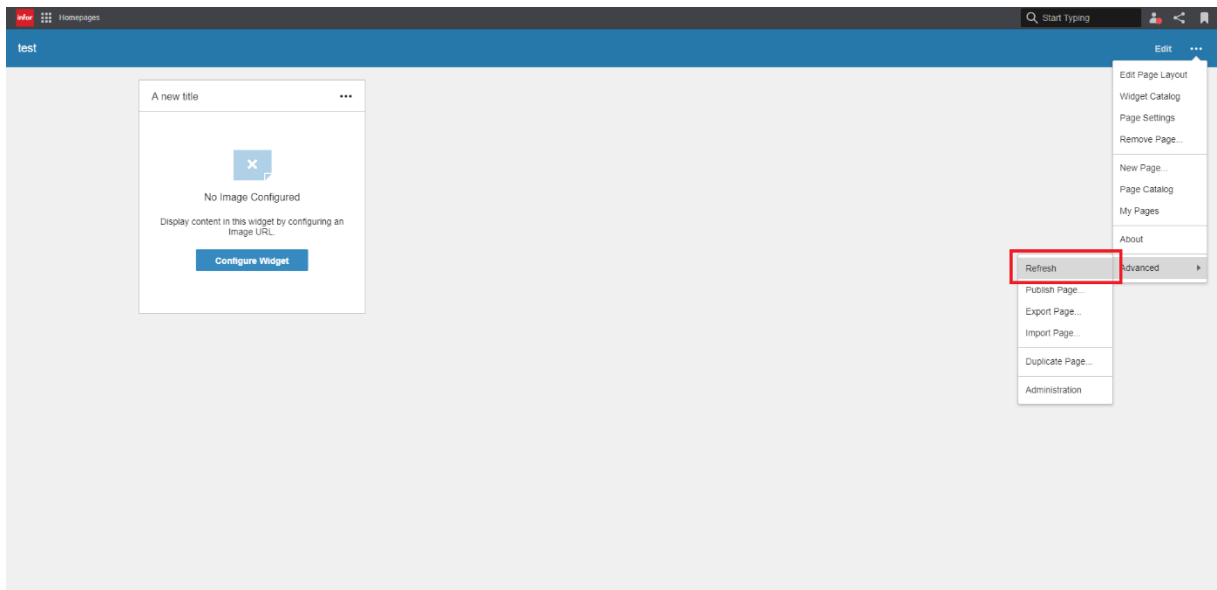 infor Homepages Start Typing
test Edit
A new title
No Image Configured
Display content in this widget by configuring an
Image URL.
Configure Widget
Edit Page Layout
Widget Catalog
Page Settings
Remove Page...
New Page...
Page Catalog
My Pages
About
Advanced
Refresh
Publish Page...
Export Page...
Import Page...
Duplicate Page...
Administration